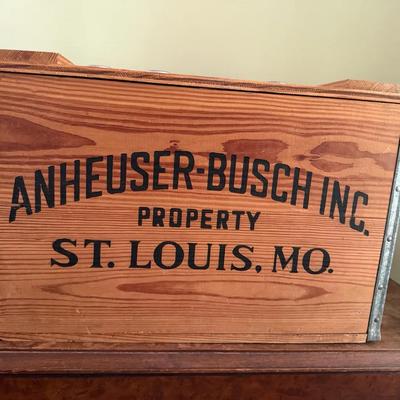 ANHEUSER-BUSCH INC.
PROPERTY
ST. LOUIS, MO.